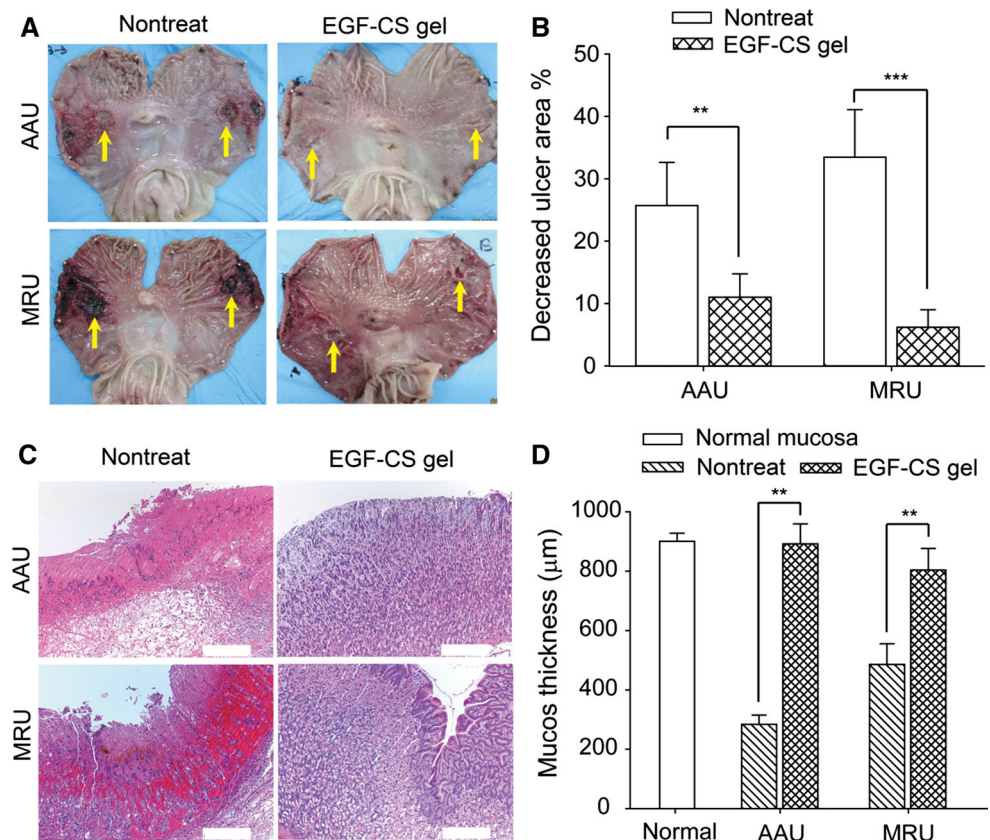 A
Nontreat
EGF-CS gel
AAU
MRU
B
Nontreat
EGF-CS gel
Decreased ulcer area %
50
40
30
20
10
0
**
***
AAU
MRU
C
Nontreat
EGF-CS gel
AAU
MRU
D
Normal mucosa
Nontreat
EGF-CS gel
Mucos thickness (μm)
1000
800
600
400
200
0
**
**
Normal
AAU
MRU